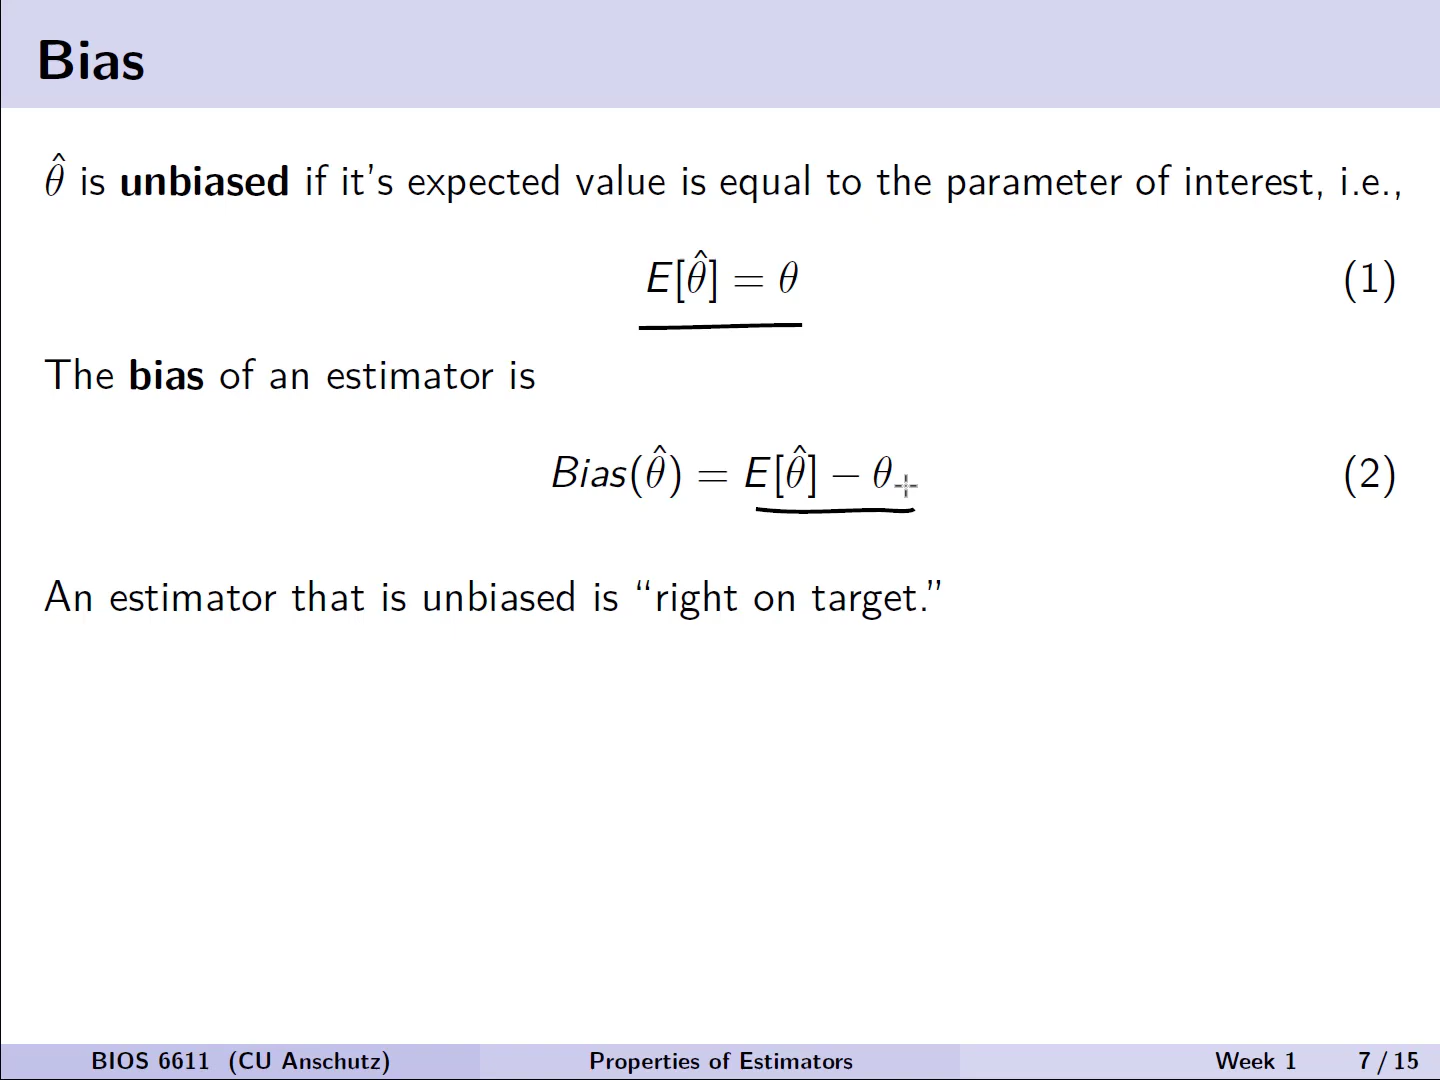 Bias
θ̂ is unbiased if it's expected value is equal to the parameter of interest, i.e.,
E[θ̂] = θ (1)
The bias of an estimator is
Bias(θ̂) = E[θ̂] − θ (2)
An estimator that is unbiased is “right on target.”
BIOS 6611 (CU Anschutz) Properties of Estimators Week 1 7 / 15